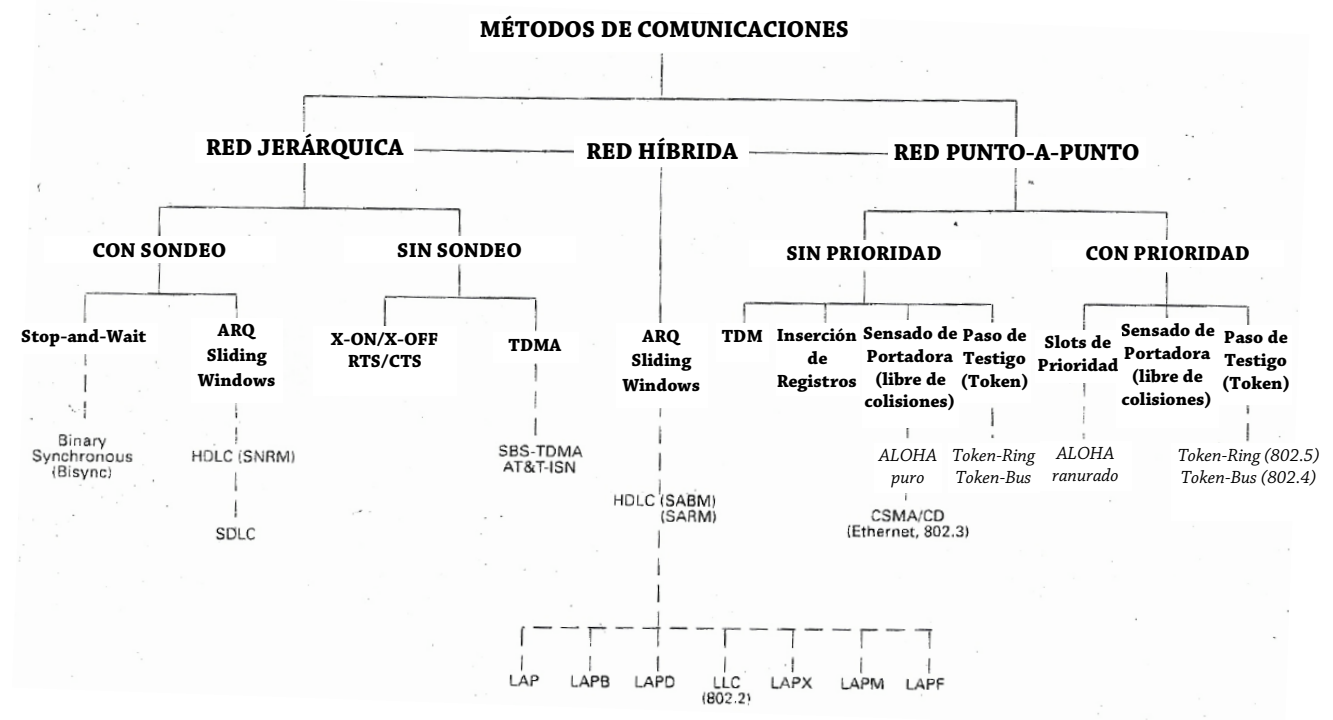 MÉTODOS DE COMUNICACIONES
RED JERÁRQUICA
RED HÍBRIDA
RED PUNTO-A-PUNTO
CON SONDEO
SIN SONDEO
SIN PRIORIDAD
CON PRIORIDAD
Stop-and-Wait
ARQ
Sliding
Windows
X-ON/X-OFF
RTS/CTS
TDMA
ARQ
Sliding
Windows
TDM
Inserción
de
Registros
Sensado de
Portadora
(libre de
colisiones)
Paso de
Testigo
(Token)
Slots de
Prioridad
Sensado de
Portadora
(libre de
colisiones)
Paso de
Testigo
(Token)
Binary
Synchronous
(Bisync)
HDLC (SNRM)
SDLC
SBS-TDMA
AT&T-ISN
HDLC (SABM)
(SARM)
ALOHA
puro
CSMA/CD
(Ethernet, 802.3)
Token-Ring
Token-Bus
ALOHA
ranurado
Token-Ring (802.5)
Token-Bus (802.4)
LAP
LAPB
LAPD
LLC
(802.2)
LAPX
LAPM
LAPF